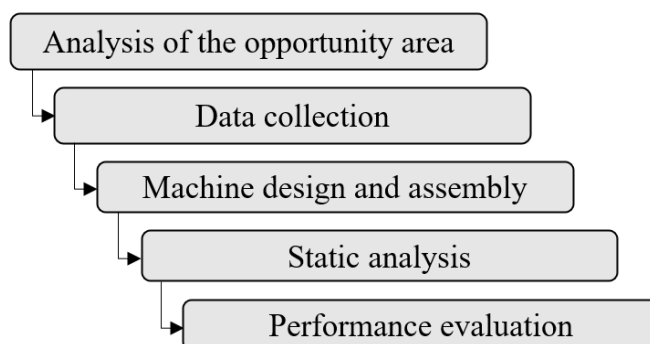 Analysis of the opportunity area
Data collection
Machine design and assembly
Static analysis
Performance evaluation